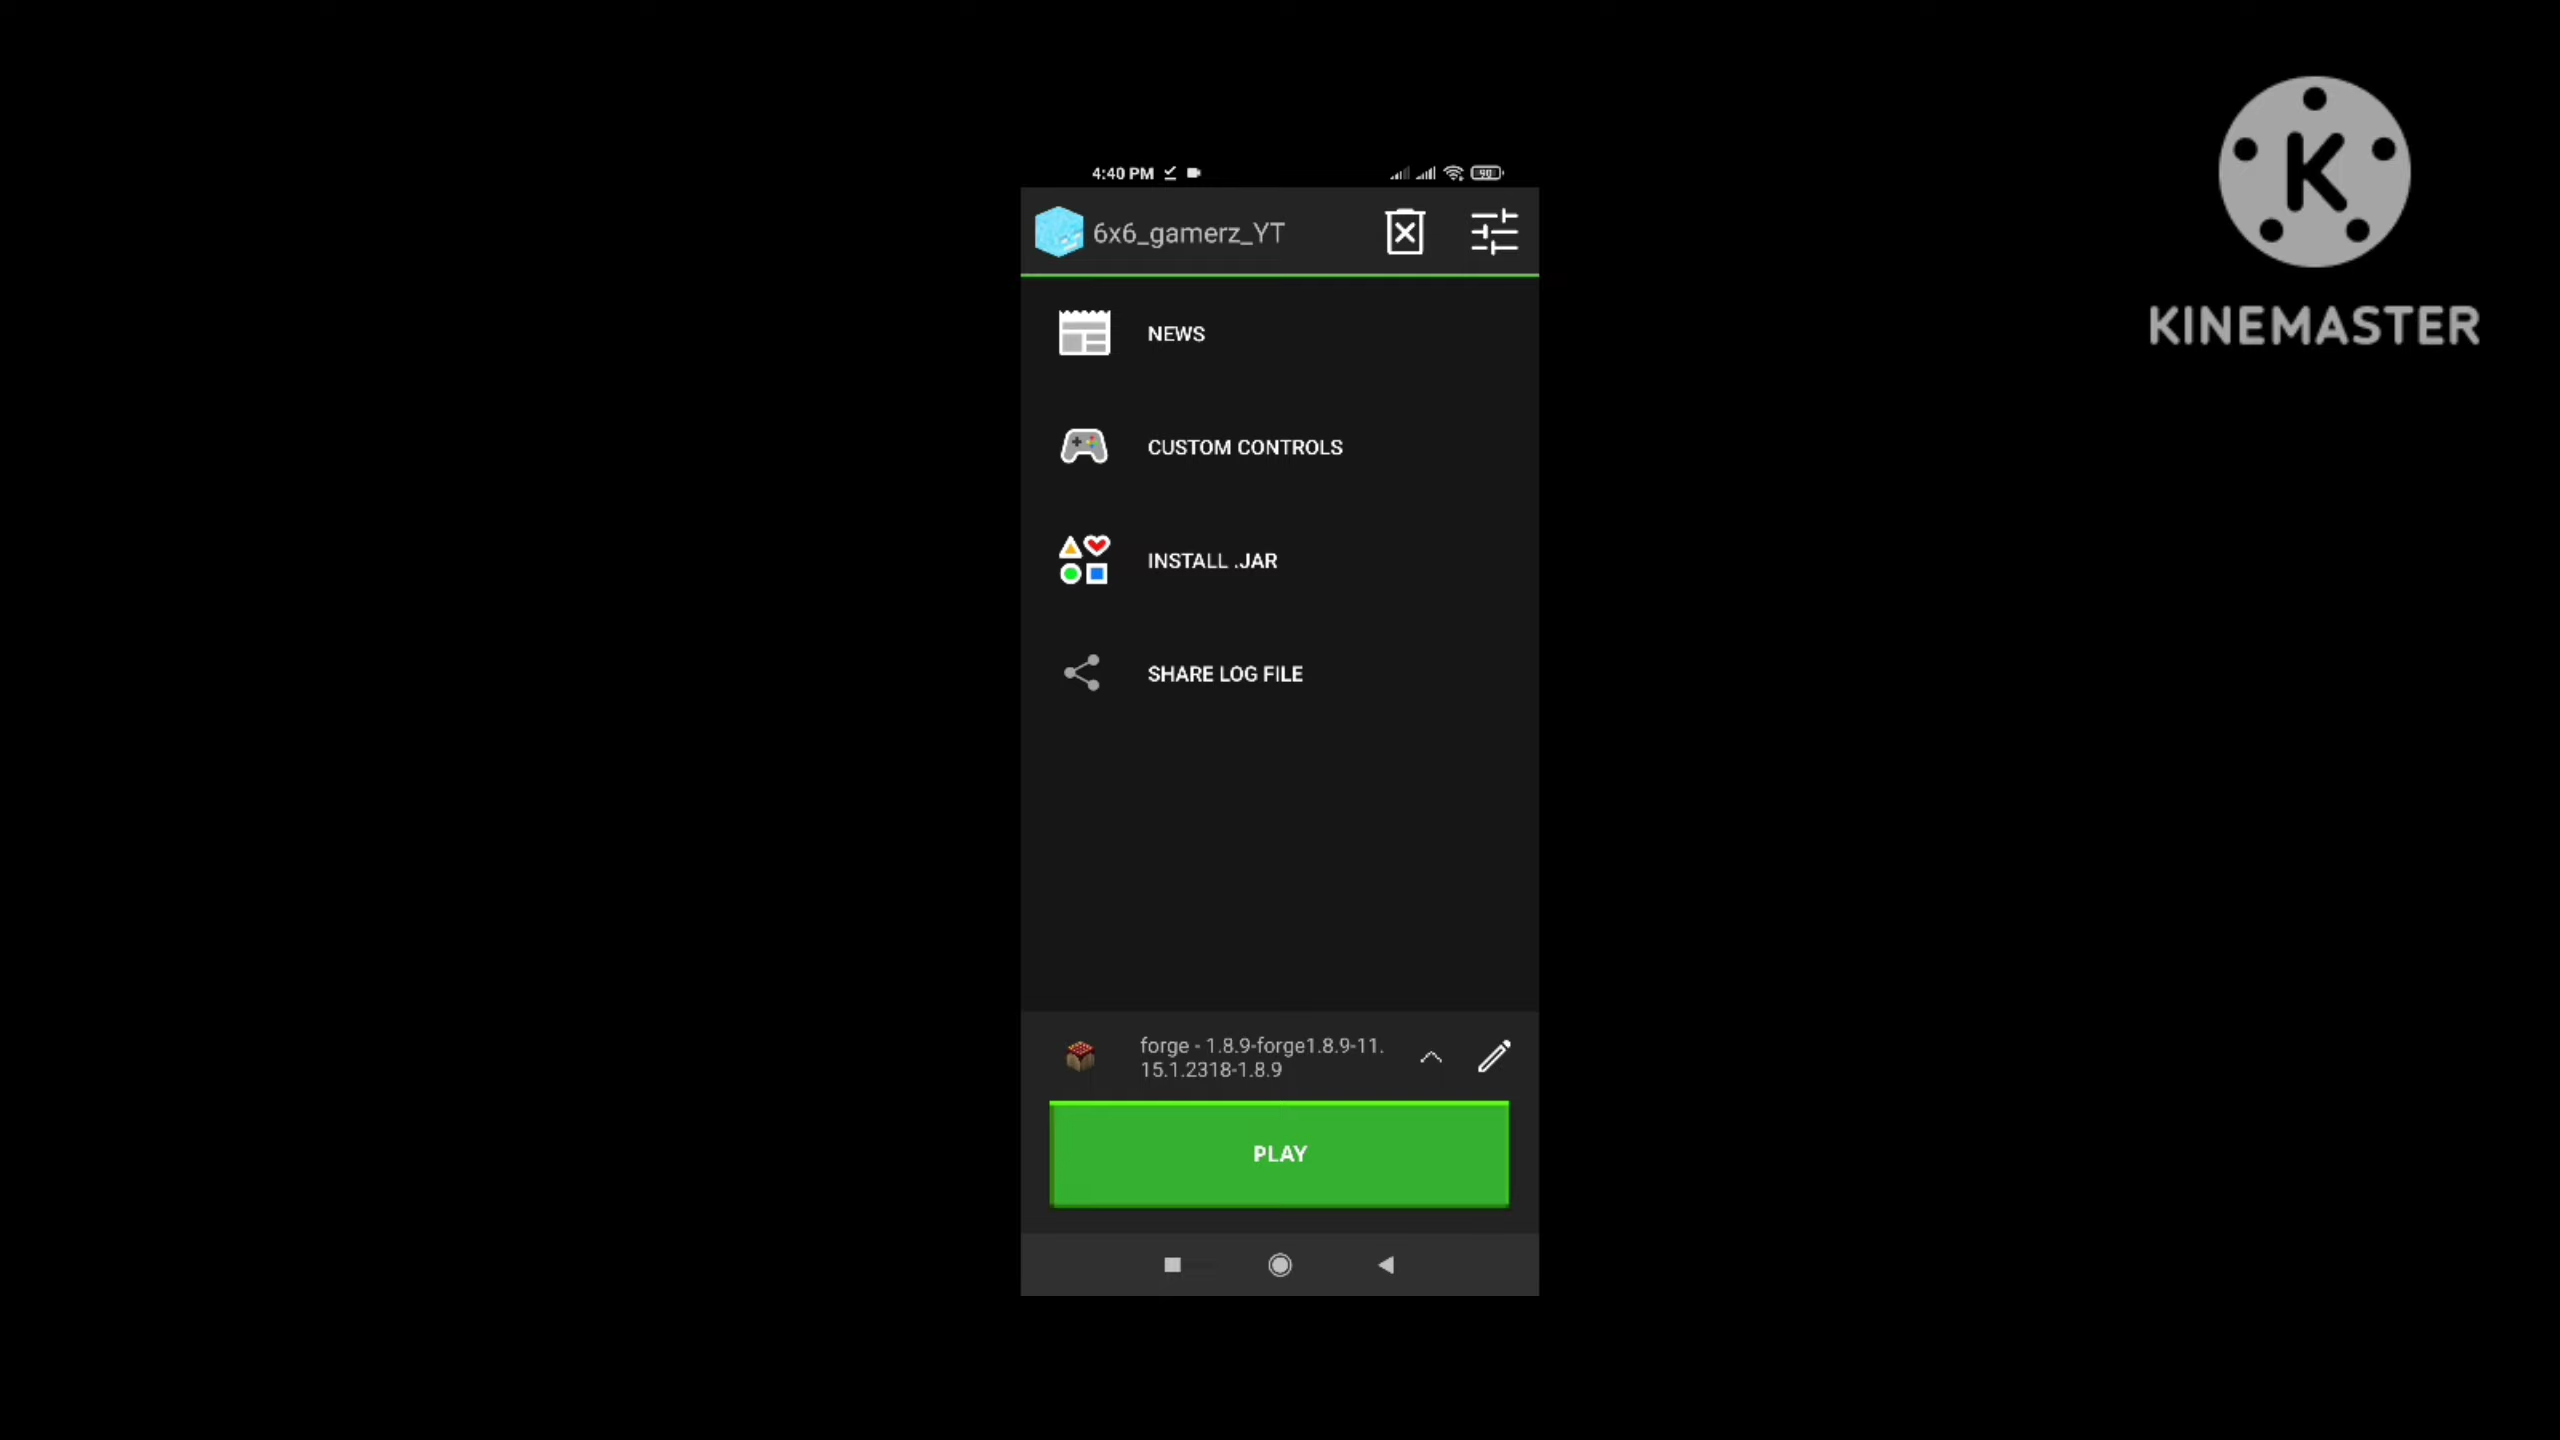 4:40 PM
90
6x6_gamerz_YT
NEWS
CUSTOM CONTROLS
INSTALL .JAR
SHARE LOG FILE
forge - 1.8.9-forge1.8.9-11.
15.1.2318-1.8.9
PLAY
K
KINEMASTER